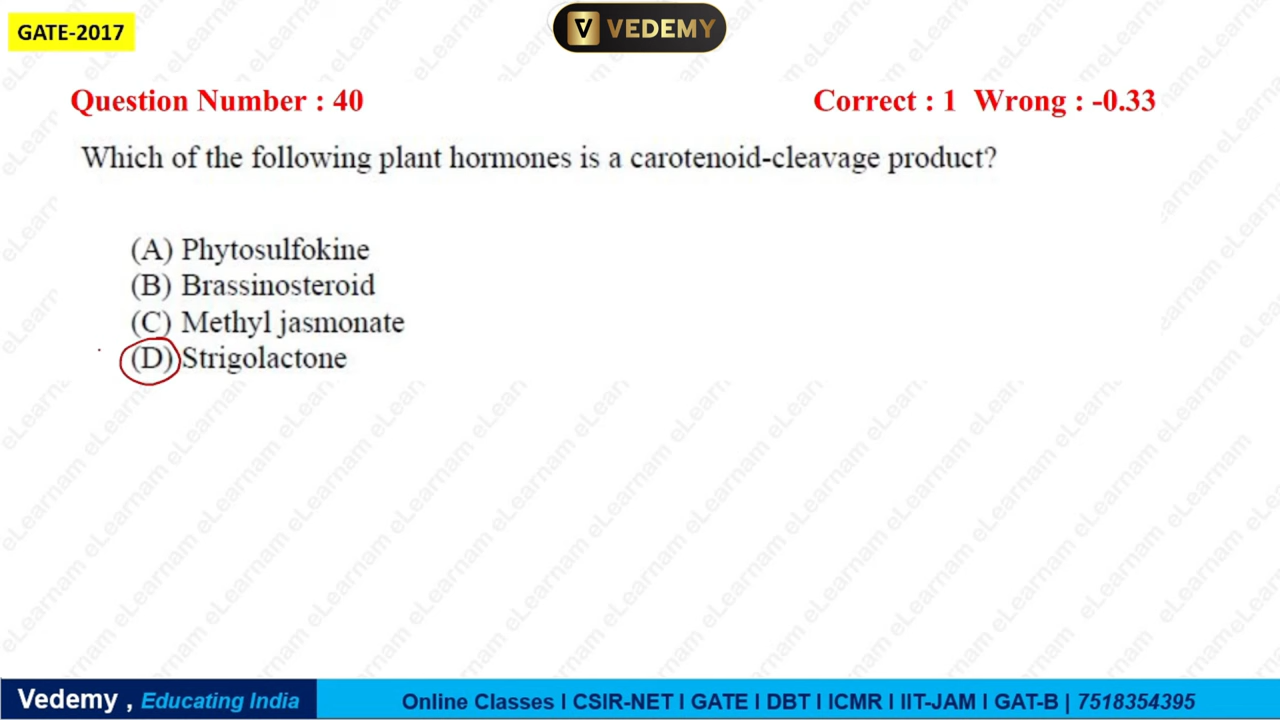 GATE-2017
VEDEMY
Question Number : 40
Correct : 1 Wrong : -0.33
Which of the following plant hormones is a carotenoid-cleavage product?
(A) Phytosulfokine
(B) Brassinosteroid
(C) Methyl jasmonate
(D) Strigolactone
Vedemy , Educating India
Online Classes I CSIR-NET I GATE I DBT I ICMR I IIT-JAM I GAT-B | 7518354395